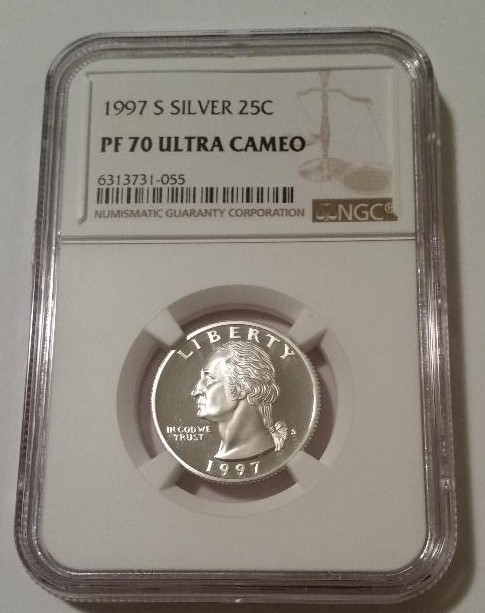 1997 S SILVER 25C
PF 70 ULTRA CAMEO
6313731-055
NUMISMATIC GUARANTY CORPORATION
NGC®
LIBERTY
IN GOD WE
TRUST
S
1997